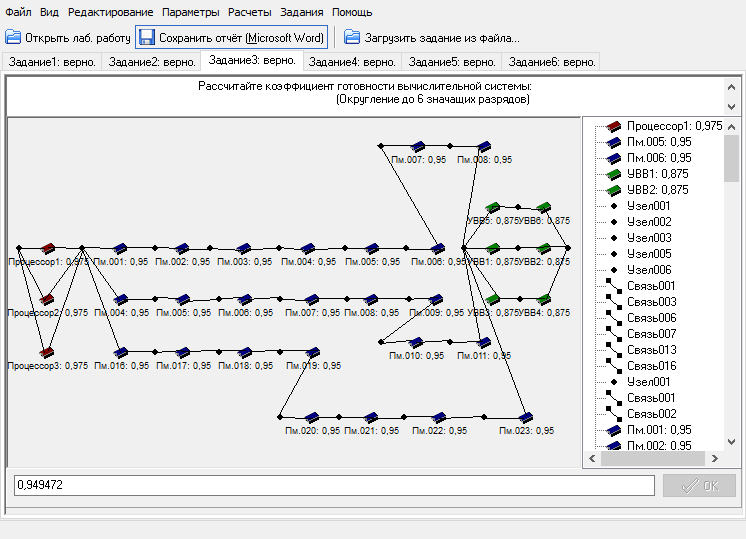 Файл Вид Редактирование Параметры Расчеты Задания Помощь
Открыть лаб. работу Сохранить отчёт (Microsoft Word) Загрузить задание из файла...
Задание1: верно. Задание2: верно. Задание3: верно. Задание4: верно. Задание5: верно. Задание6: верно.
Рассчитайте коэффициент готовности вычислительной системы:
(Округление до 6 значащих разрядов)
Пм.007: 0,95 Пм.008: 0,95
УВВ5: 0,875 УВВ6: 0,875
Процессор1: 0,975 Пм.001: 0,95 Пм.002: 0,95 Пм.003: 0,95 Пм.004: 0,95 Пм.005: 0,95 Пм.006: 0,95 УВВ1: 0,875 УВВ2: 0,875
Процессор2: 0,975 Пм.004: 0,95 Пм.005: 0,95 Пм.006: 0,95 Пм.007: 0,95 Пм.008: 0,95 Пм.009: 0,95 УВВ3: 0,875 УВВ4: 0,875
Пм.010: 0,95 Пм.011: 0,95
Процессор3: 0,975 Пм.016: 0,95 Пм.017: 0,95 Пм.018: 0,95 Пм.019: 0,95
Пм.020: 0,95 Пм.021: 0,95 Пм.022: 0,95 Пм.023: 0,95
Процессор1: 0,975
Пм.005: 0,95
Пм.006: 0,95
УВВ1: 0,875
УВВ2: 0,875
Узел001
Узел002
Узел003
Узел005
Узел006
Связь001
Связь003
Связь006
Связь007
Связь013
Связь016
Узел001
Связь001
Связь002
Пм.001: 0,95
Пм.002: 0,95
0,949472
OK